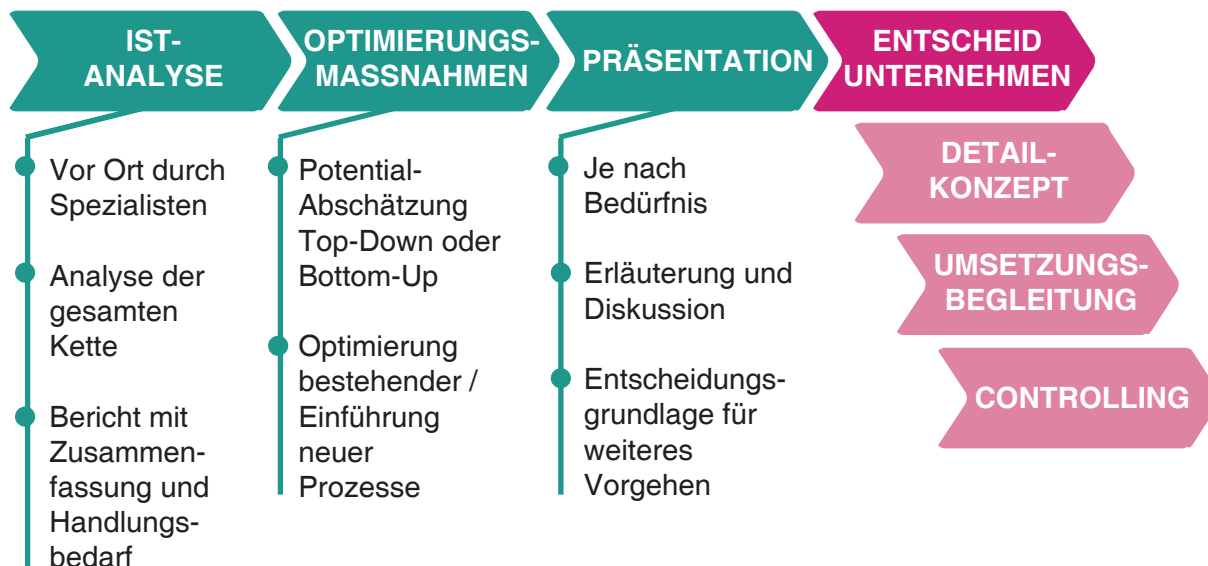 IST-
ANALYSE
OPTIMIERUNGS-
MASSNAHMEN
PRÄSENTATION
ENTSCHEID
UNTERNEHMEN
Vor Ort durch
Spezialisten
Analyse der
gesamten
Kette
Bericht mit
Zusammen-
fassung und
Handlungs-
bedarf
Potential-
Abschätzung
Top-Down oder
Bottom-Up
Optimierung
bestehender /
Einführung
neuer
Prozesse
Je nach
Bedürfnis
Erläuterung und
Diskussion
Entscheidungs-
grundlage für
weiteres
Vorgehen
DETAIL-
KONZEPT
UMSETZUNGS-
BEGLEITUNG
CONTROLLING